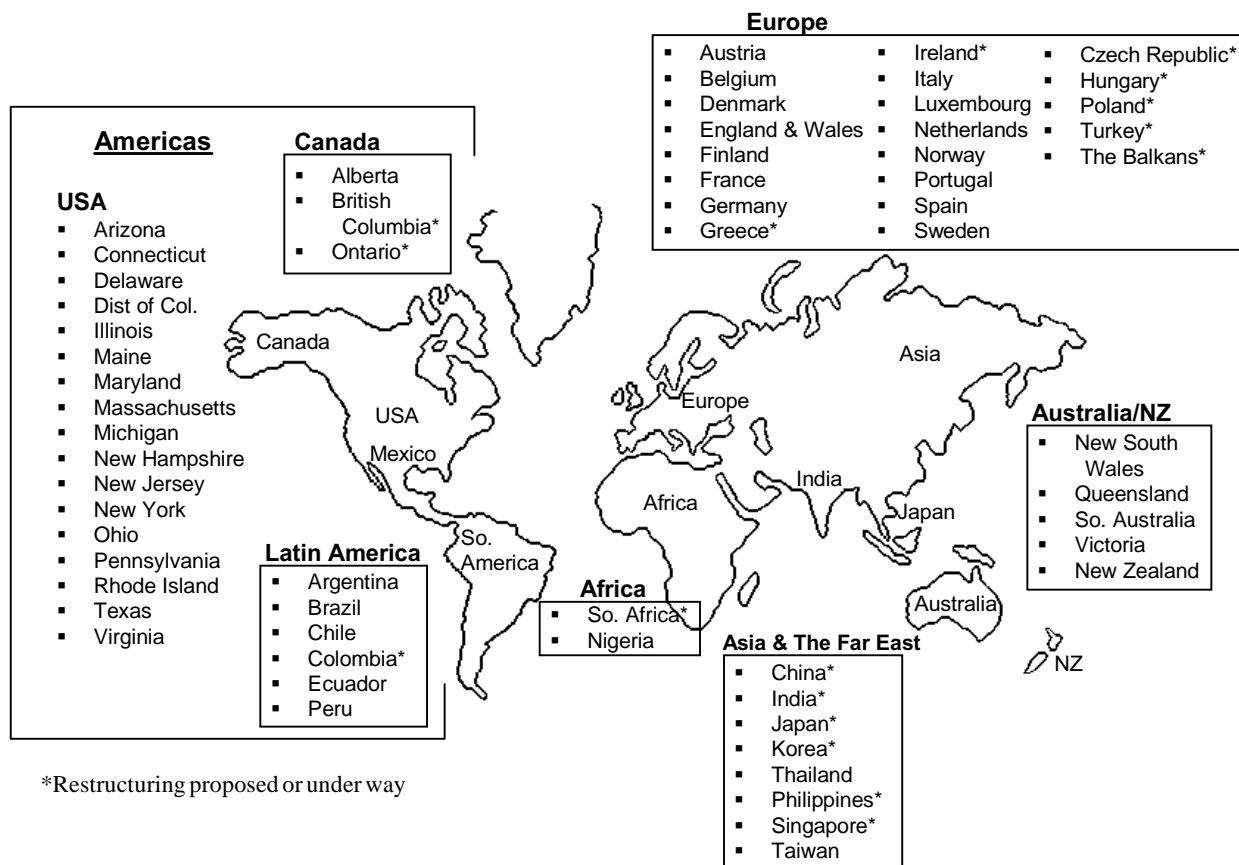 Europe
▪ Austria
▪ Belgium
▪ Denmark
▪ England & Wales
▪ Finland
▪ France
▪ Germany
▪ Greece*
▪ Ireland*
▪ Italy
▪ Luxembourg
▪ Netherlands
▪ Norway
▪ Portugal
▪ Spain
▪ Sweden
▪ Czech Republic*
▪ Hungary*
▪ Poland*
▪ Turkey*
▪ The Balkans*
Americas
Canada
▪ Alberta
▪ British
Columbia*
▪ Ontario*
USA
▪ Arizona
▪ Connecticut
▪ Delaware
▪ Dist of Col.
▪ Illinois
▪ Maine
▪ Maryland
▪ Massachusetts
▪ Michigan
▪ New Hampshire
▪ New Jersey
▪ New York
▪ Ohio
▪ Pennsylvania
▪ Rhode Island
▪ Texas
▪ Virginia
Latin America
▪ Argentina
▪ Brazil
▪ Chile
▪ Colombia*
▪ Ecuador
▪ Peru
Canada
USA
Mexico
So.
America
Europe
Asia
Africa
India
Japan
Australia
NZ
Africa
▪ So. Africa*
▪ Nigeria
Australia/NZ
▪ New South
Wales
▪ Queensland
▪ So. Australia
▪ Victoria
▪ New Zealand
Asia & The Far East
▪ China*
▪ India*
▪ Japan*
▪ Korea*
▪ Thailand
▪ Philippines*
▪ Singapore*
▪ Taiwan
*Restructuring proposed or under way